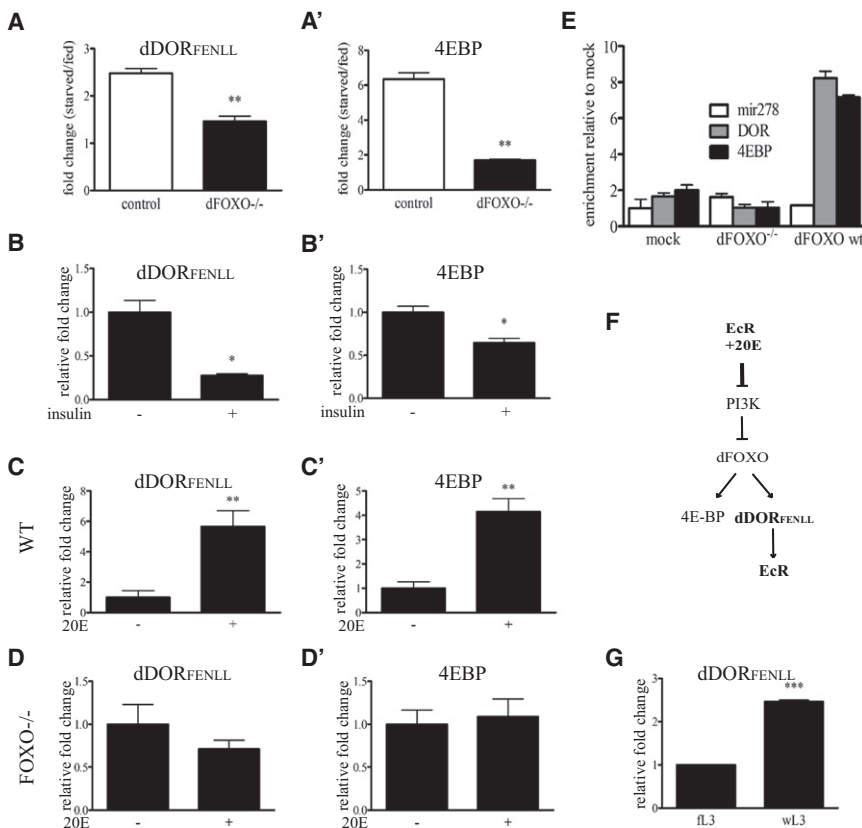 A
dDORFENLL
fold change (starved/fed)
3
2
1
0
**
control
dFOXO-/-
A'
4EBP
fold change (starved/fed)
8
6
4
2
0
**
control
dFOXO-/-
E
enrichment relative to mock
10
8
6
4
2
0
mir278
DOR
4EBP
mock
dFOXO-/-
dFOXO wt
B
dDORFENLL
relative fold change
1.5
1.0
0.5
0.0
*
insulin - +
B'
4EBP
relative fold change
1.5
1.0
0.5
0.0
*
insulin - +
F
EcR
+20E
PI3K
dFOXO
4E-BP dDORFENLL
EcR
C
WT
dDORFENLL
relative fold change
8
6
4
2
0
**
20E - +
C'
4EBP
relative fold change
5
4
3
2
1
0
**
20E - +
D
FOXO-/-
dDORFENLL
relative fold change
1.5
1.0
0.5
0.0
20E - +
D'
4EBP
relative fold change
1.5
1.0
0.5
0.0
20E - +
G
dDORFENLL
relative fold change
3
2
1
0
***
fL3
wL3